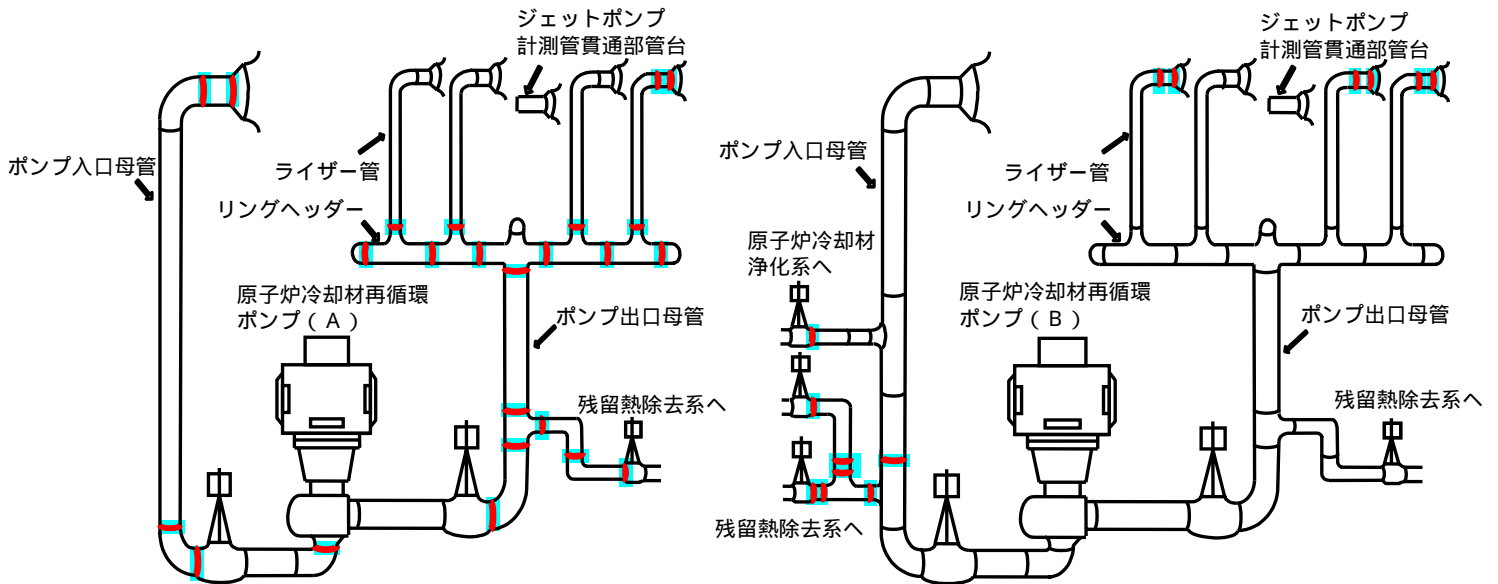 ジェットポンプ
計測管貫通部管台
ポンプ入口母管
ライザー管
リングヘッダー
原子炉冷却材再循環
ポンプ(A)
ポンプ出口母管
残留熱除去系へ
ジェットポンプ
計測管貫通部管台
ポンプ入口母管
ライザー管
リングヘッダー
原子炉冷却材
浄化系へ
原子炉冷却材再循環
ポンプ(B)
ポンプ出口母管
残留熱除去系へ
残留熱除去系へ